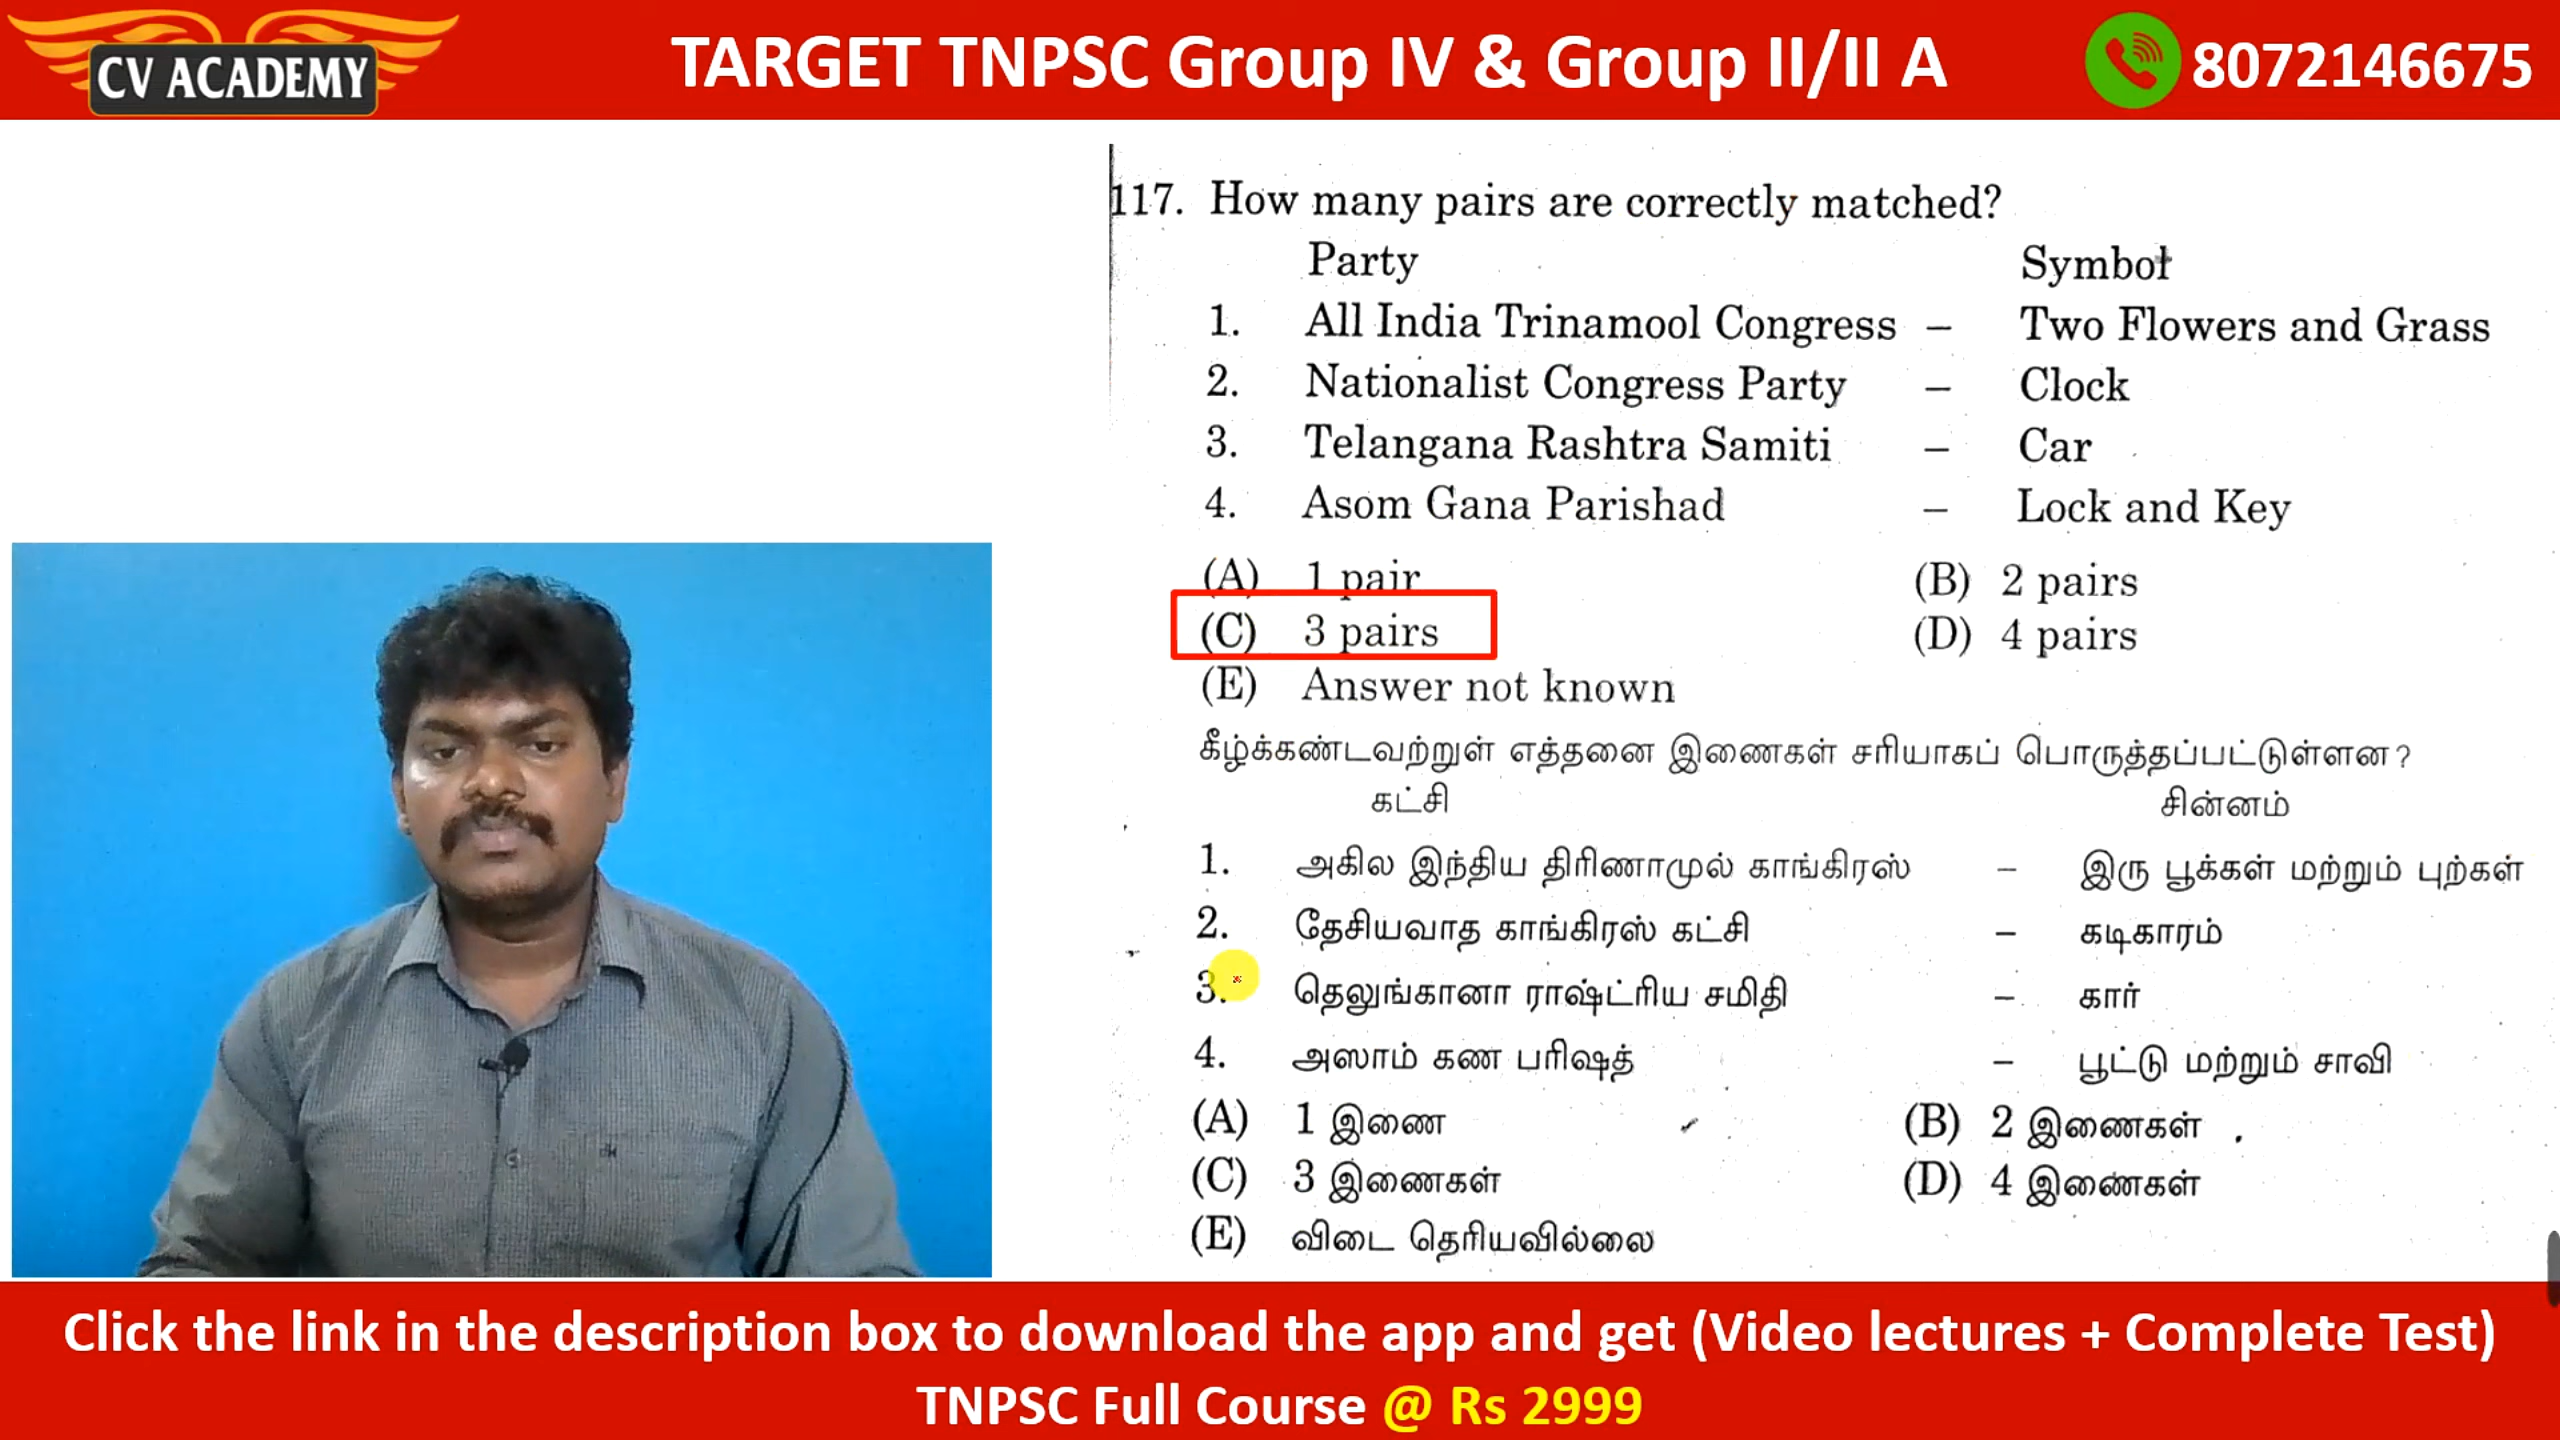 CV ACADEMY
TARGET TNPSC Group IV & Group II/II A
8072146675
117. How many pairs are correctly matched?
Party Symbol
1. All India Trinamool Congress – Two Flowers and Grass
2. Nationalist Congress Party – Clock
3. Telangana Rashtra Samiti – Car
4. Asom Gana Parishad – Lock and Key
(A) 1 pair (B) 2 pairs
(C) 3 pairs (D) 4 pairs
(E) Answer not known
கீழ்க்கண்டவற்றுள் எத்தனை இணைகள் சரியாகப் பொருத்தப்பட்டுள்ளன?
கட்சி சின்னம்
1. அகில இந்திய திரிணாமுல் காங்கிரஸ் – இரு பூக்கள் மற்றும் புற்கள்
2. தேசியவாத காங்கிரஸ் கட்சி – கடிகாரம்
3. தெலுங்கானா ராஷ்ட்ரிய சமிதி – கார்
4. அஸாம் கண பரிஷத் – பூட்டு மற்றும் சாவி
(A) 1 இணை (B) 2 இணைகள்
(C) 3 இணைகள் (D) 4 இணைகள்
(E) விடை தெரியவில்லை
Click the link in the description box to download the app and get (Video lectures + Complete Test)
TNPSC Full Course @ Rs 2999